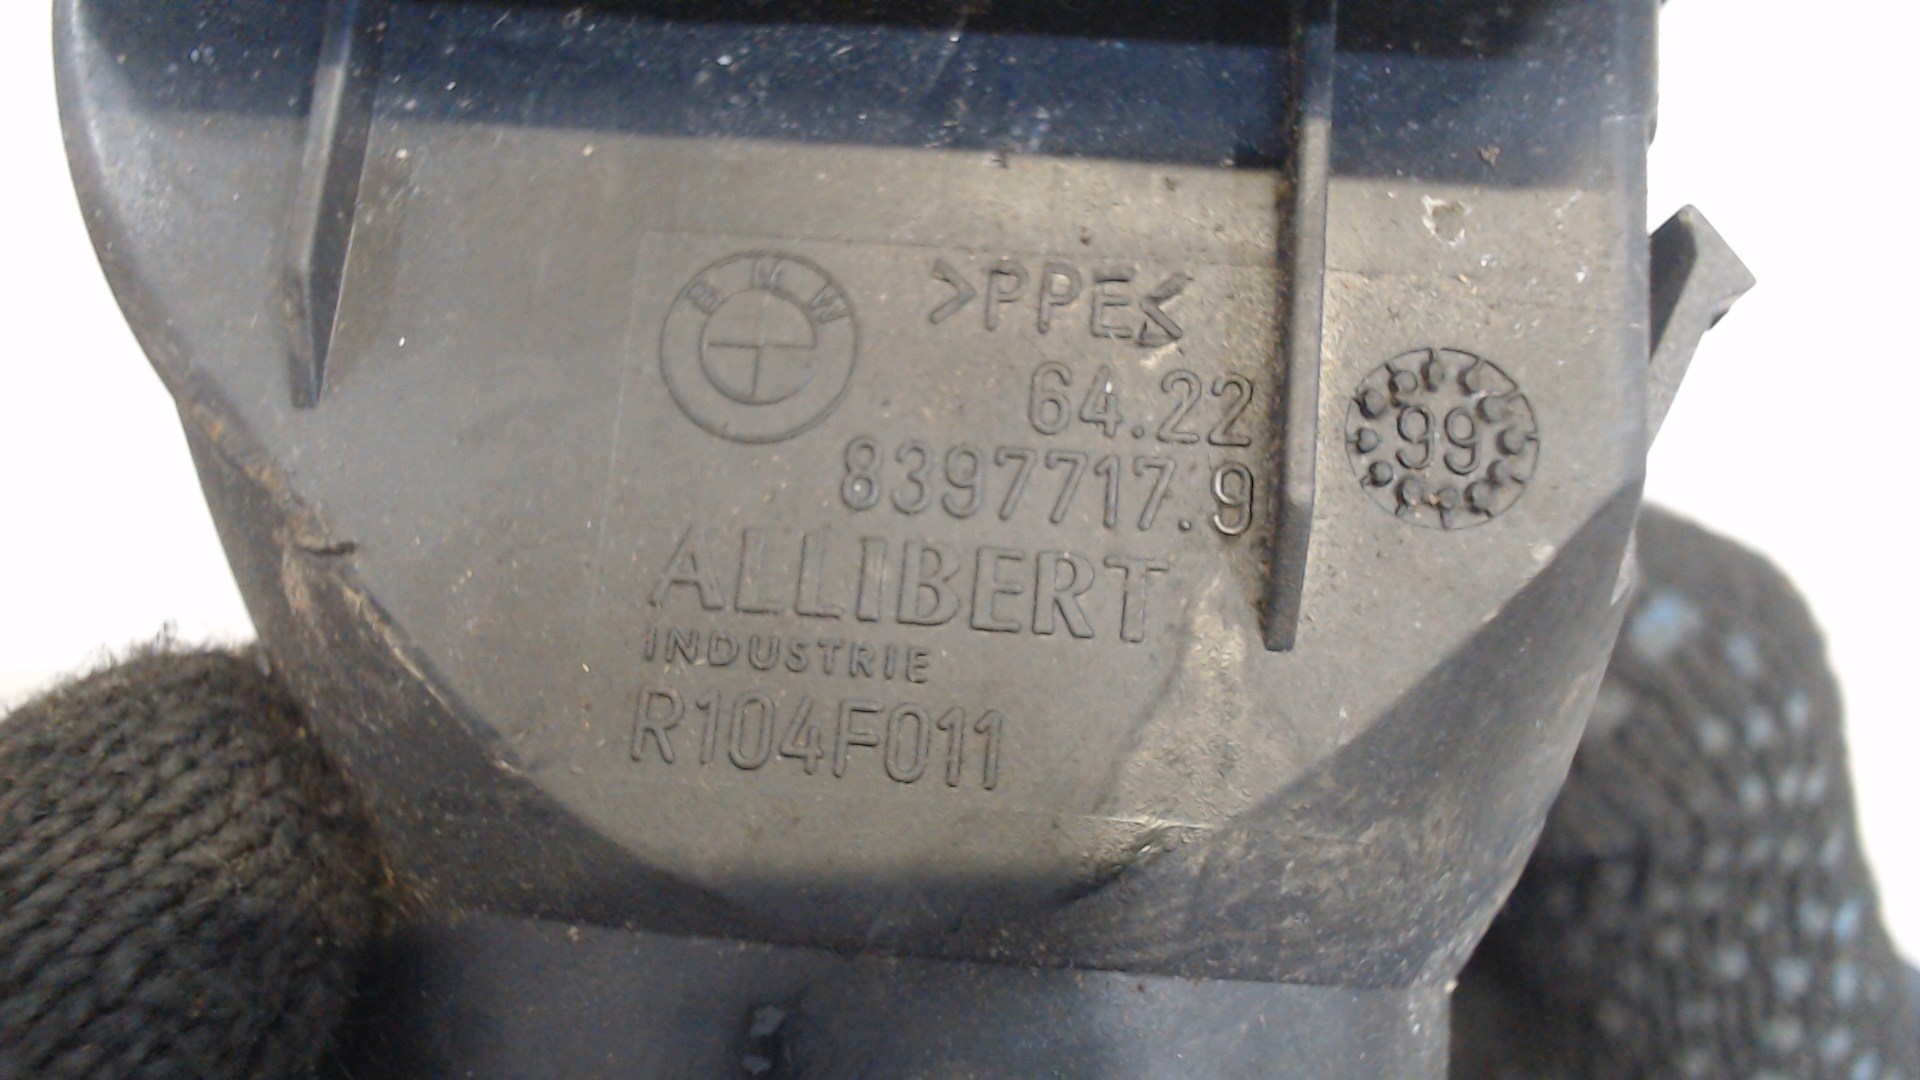 BMW
>PPE<
64.22
8397717.9
99
ALLIBERT
INDUSTRIE
R104F011